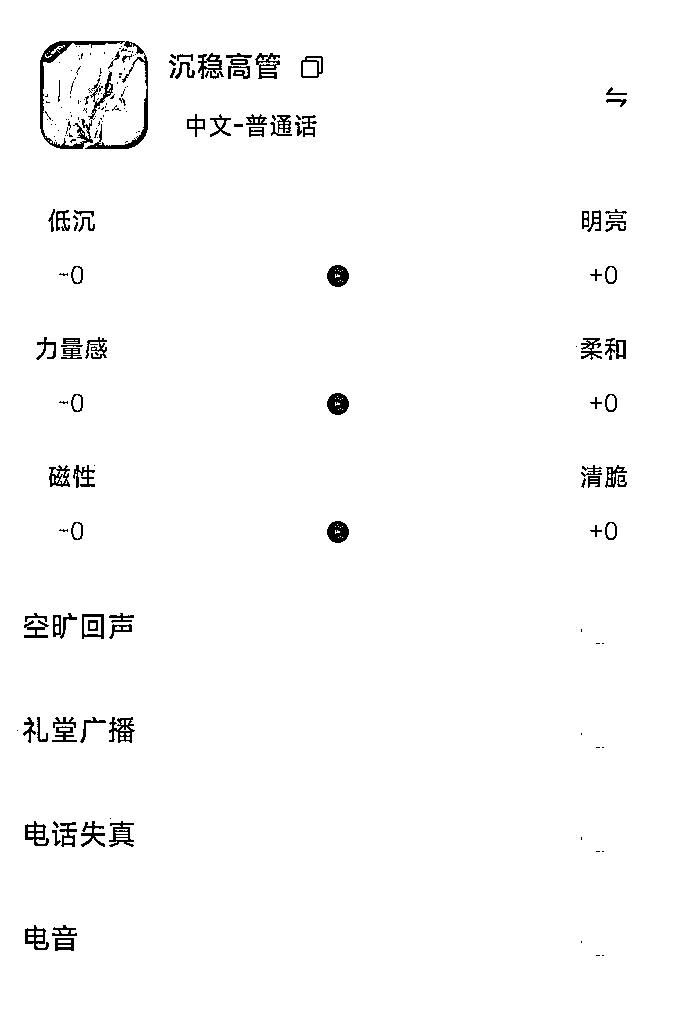 沉稳高管
中文-普通话
低沉 明亮
-0 +0
力量感 柔和
-0 +0
磁性 清脆
-0 +0
空旷回声
礼堂广播
电话失真
电音